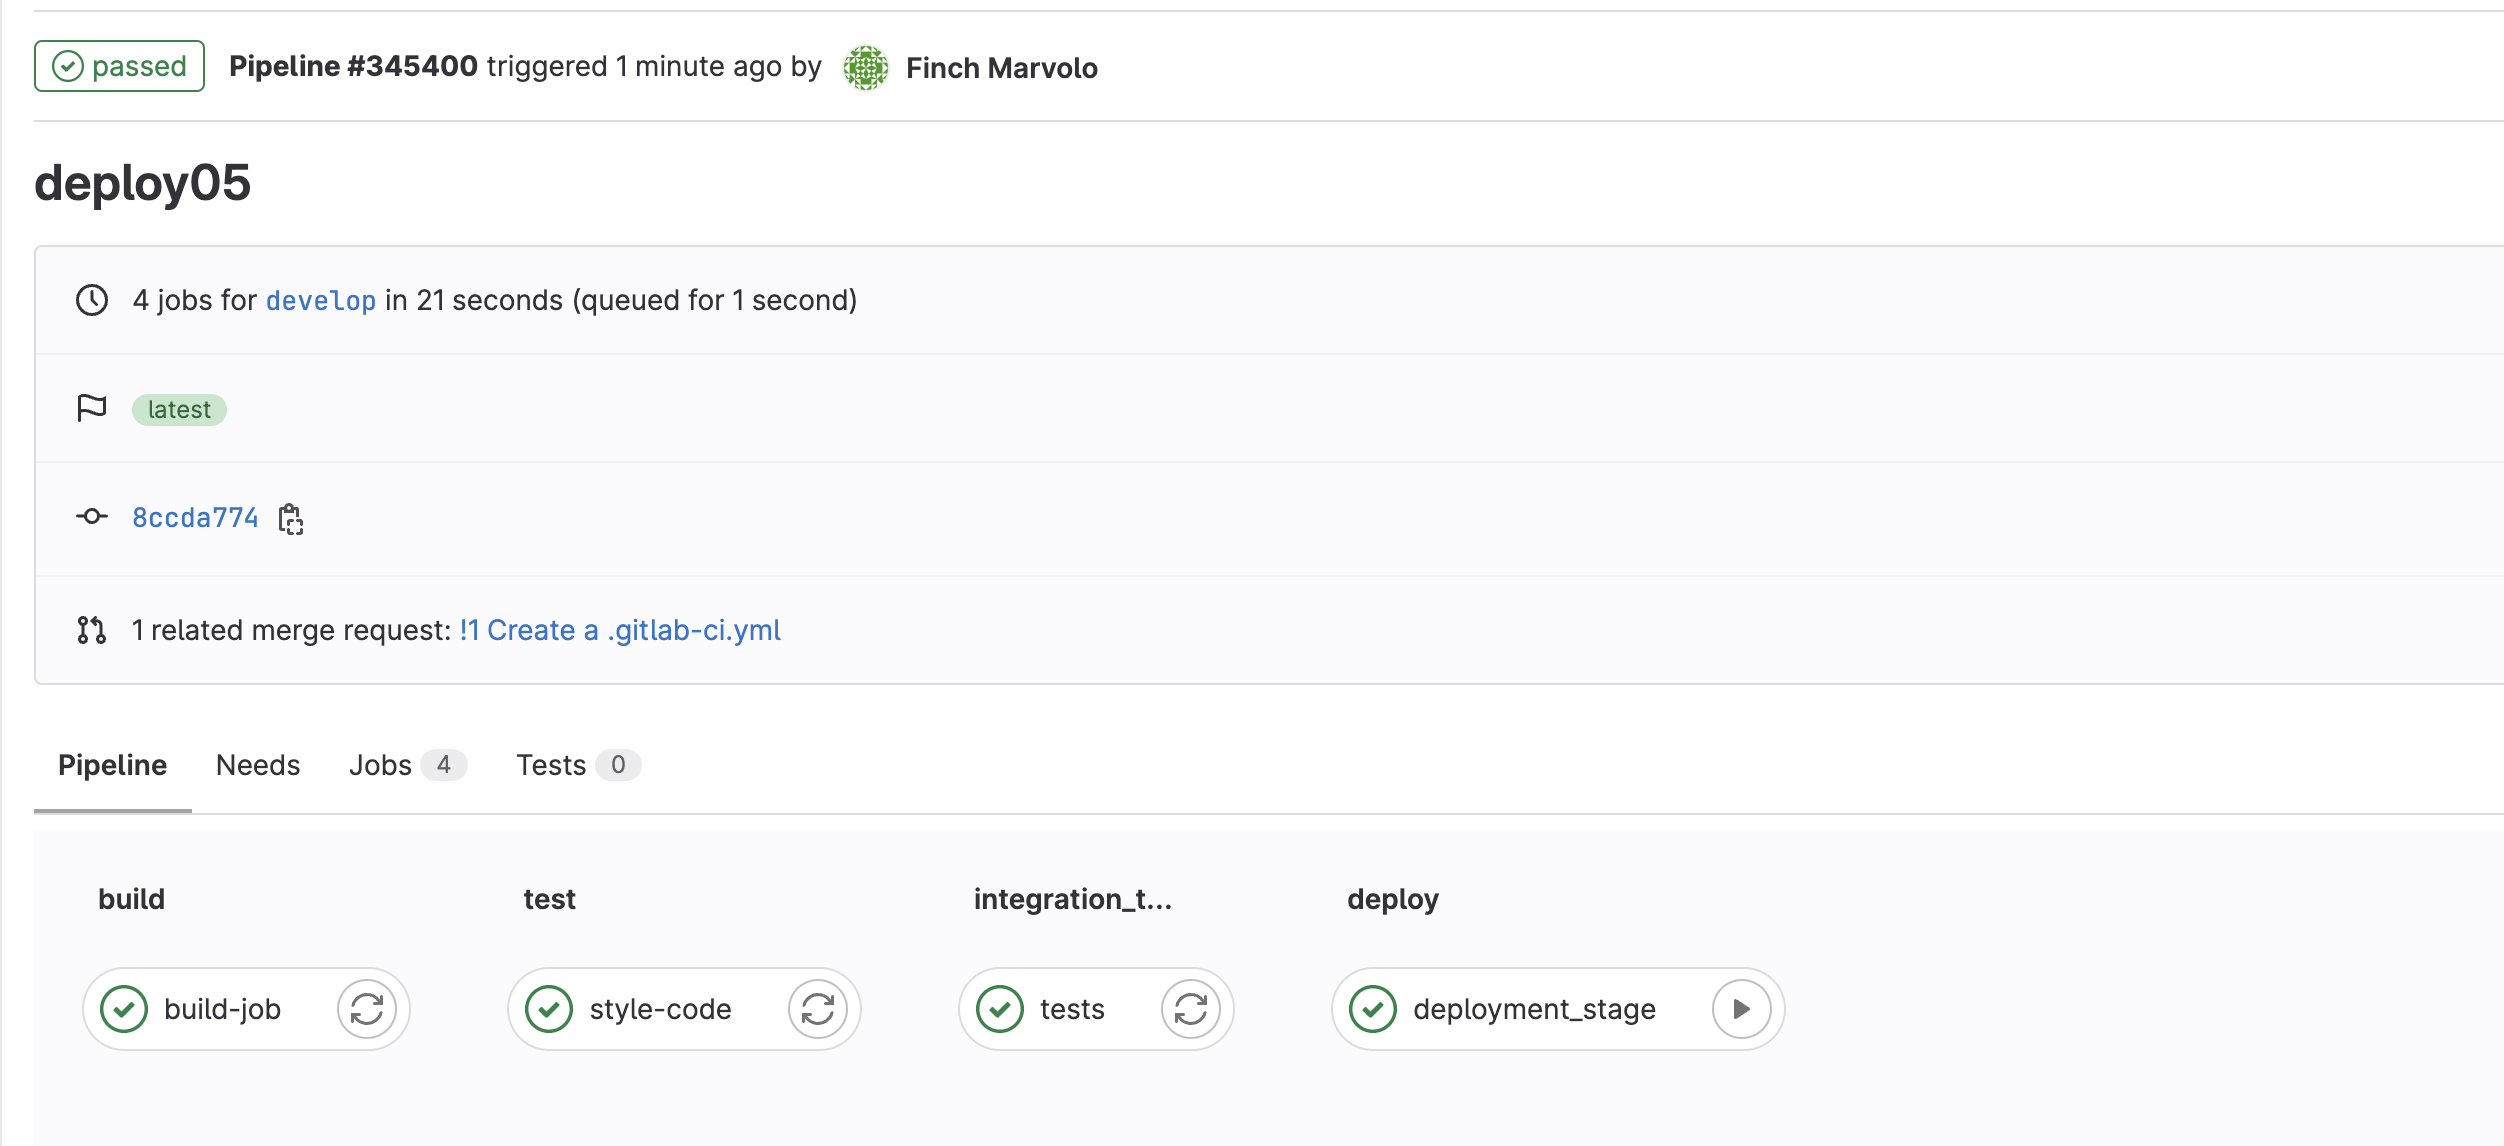 passed Pipeline #345400 triggered 1 minute ago by Finch Marvolo
deploy05
4 jobs for develop in 21 seconds (queued for 1 second)
latest
8ccda774
1 related merge request: !1 Create a .gitlab-ci.yml
Pipeline Needs Jobs 4 Tests 0
build test integration_t... deploy
build-job style-code tests deployment_stage